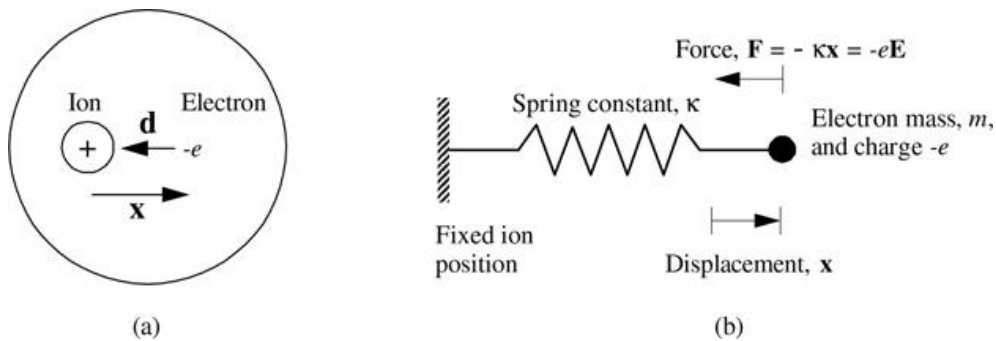 Ion
Electron
d
+
-e
x
(a)
Force, F = - κx = -eE
Spring constant, κ
Electron mass, m,
and charge -e
Fixed ion
position
Displacement, x
(b)